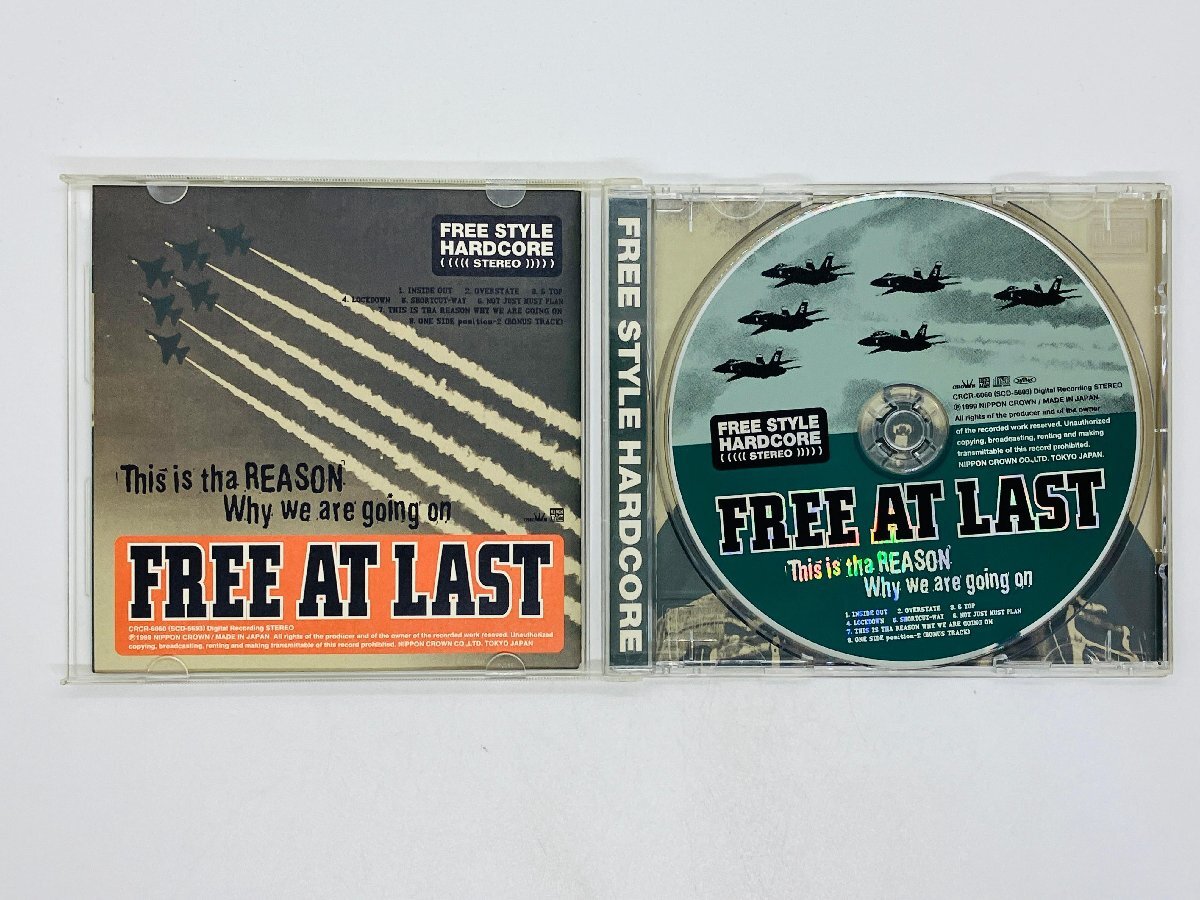 FREE STYLE
HARDCORE
((((( STEREO )))))
1. INSIDE OUT 2. OVERSTATE 3. G TOP
4. LOCKDOWN 5. SHORTCUT-WAY 6. NOT JUST MUST PLAN
7. THIS IS THA REASON WHY WE ARE GOING ON
8. ONE SIDE position-2 (BONUS TRACK)
This is tha REASON
Why we are going on
CROWN
FREE AT LAST
CRCR-6060 (SCD-5693) Digital Recording STEREO
Ⓟ1999 NIPPON CROWN / MADE IN JAPAN. All rights of the producer and of the owner of the recorded work reserved. Unauthorized
copying, broadcasting, renting and making transmittable of this record prohibited. NIPPON CROWN CO.,LTD. TOKYO JAPAN
FREE STYLE HARDCORE
CROWN
CRCR-6060 (SCD-5693) Digital Recording STEREO
Ⓟ1999 NIPPON CROWN / MADE IN JAPAN.
All rights of the producer and of the owner
of the recorded work reserved. Unauthorized
copying, broadcasting, renting and making
transmittable of this record prohibited.
NIPPON CROWN CO.,LTD. TOKYO JAPAN.
FREE STYLE
HARDCORE
((((( STEREO )))))
FREE AT LAST
This is tha REASON
Why we are going on
1. INSIDE OUT 2. OVERSTATE 3. G TOP
4. LOCKDOWN 5. SHORTCUT-WAY 6. NOT JUST MUST PLAN
7. THIS IS THA REASON WHY WE ARE GOING ON
8. ONE SIDE position-2 (BONUS TRACK)